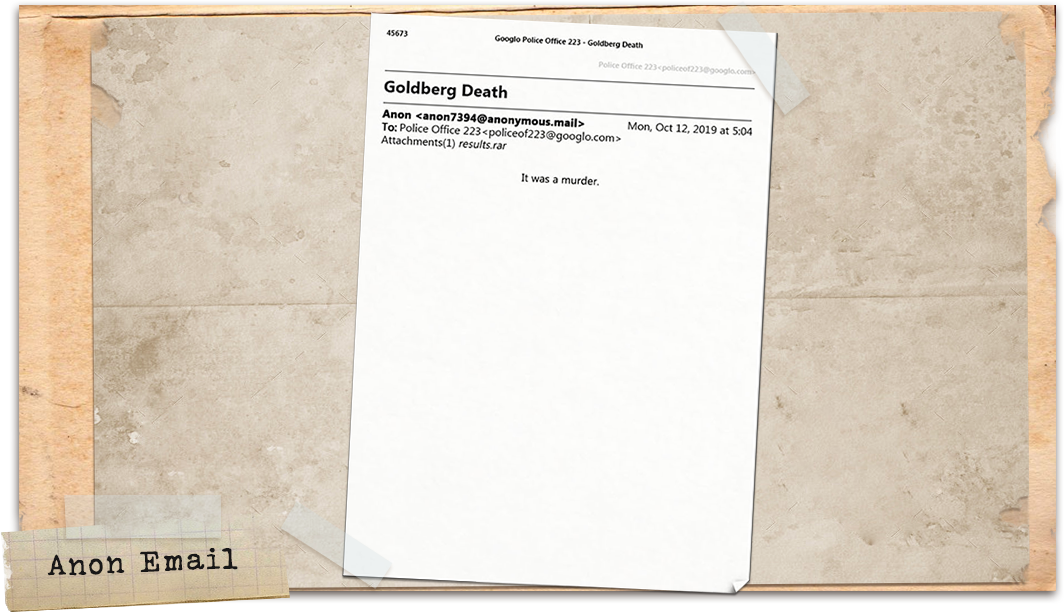 45673
Googlo Police Office 223 - Goldberg Death
Police Office 223<policeof223@googlo.com>
Goldberg Death
Anon <anon7394@anonymous.mail>
Mon, Oct 12, 2019 at 5:04
To: Police Office 223<policeof223@googlo.com>
Attachments(1) results.rar
It was a murder.
Anon Email